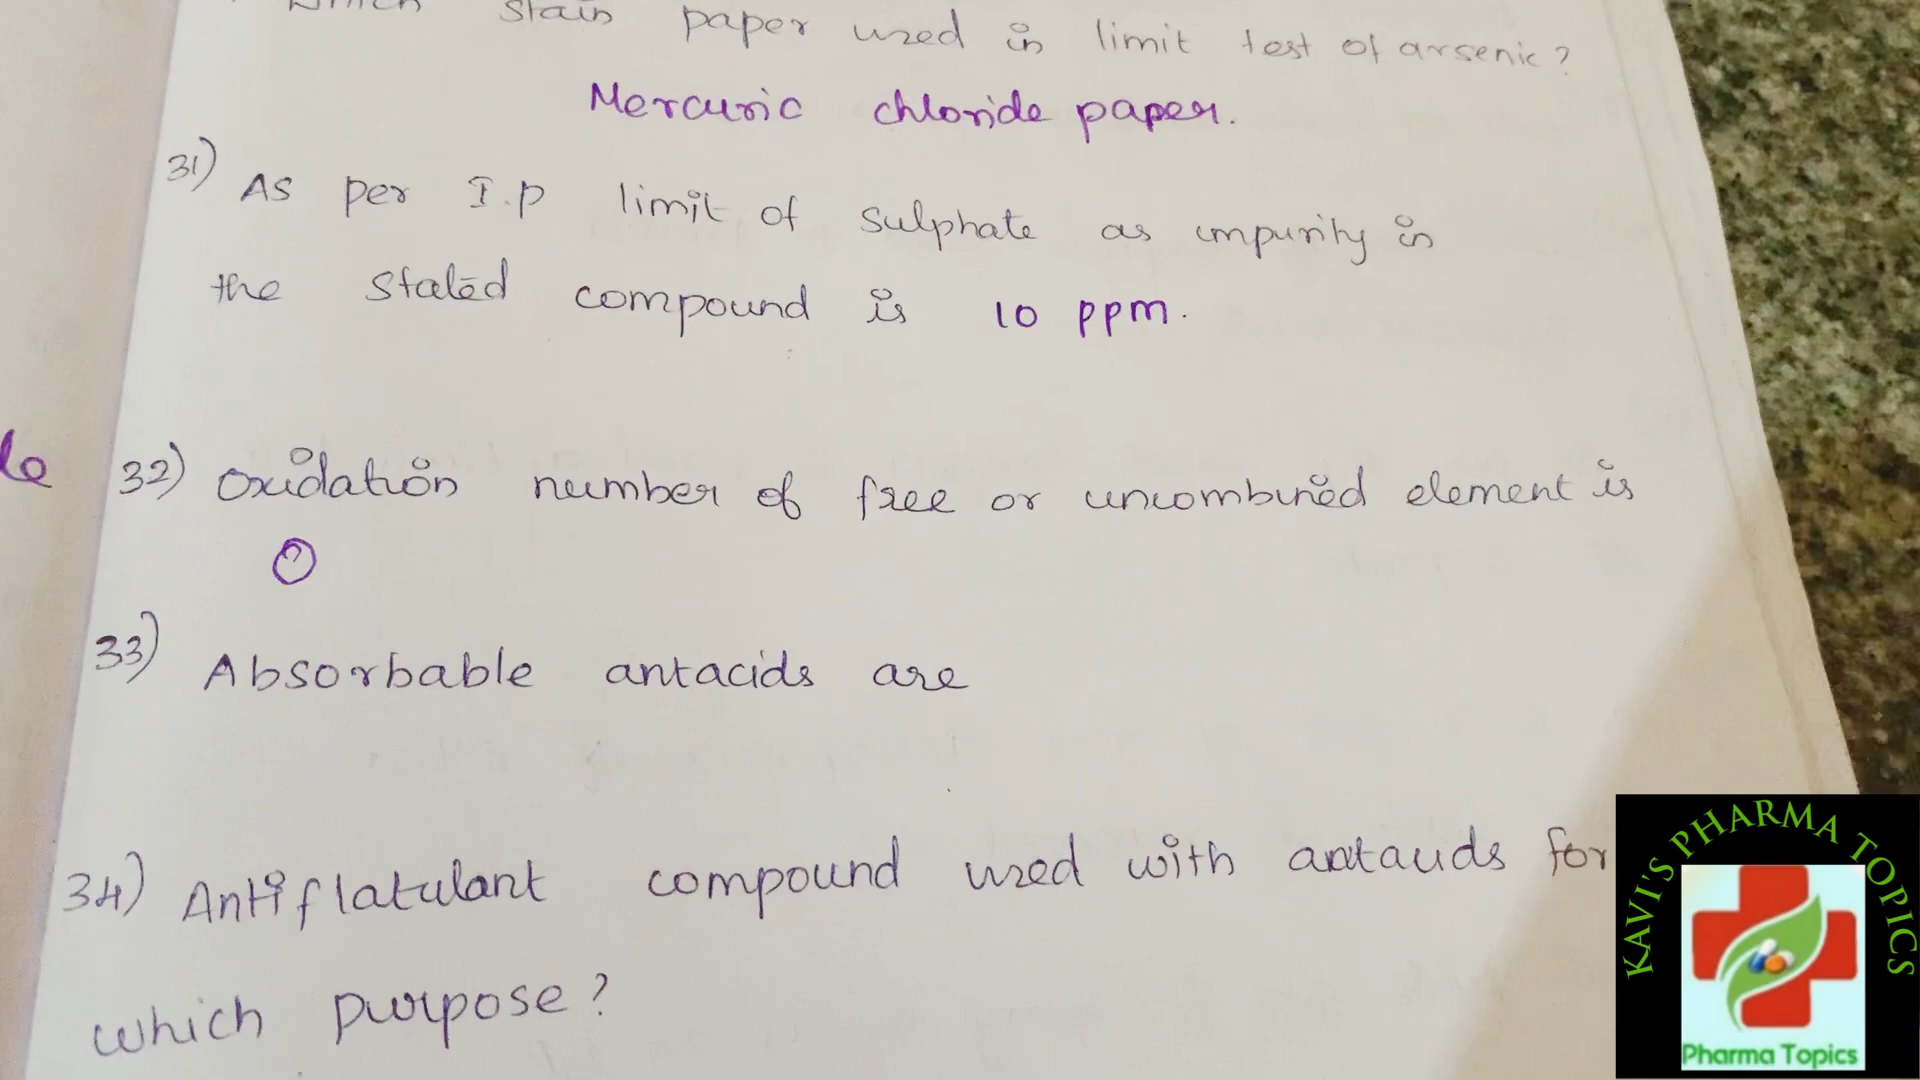 Which stain paper used in limit test of arsenic?
Mercuric chloride paper.
31) As per I.p limit of sulphate as impurity in
the stated compound is 10 ppm.
le
32) Oxidation number of free or uncombined element is
0
33) Absorbable antacids are
34) Antiflatulant compound used with antacids for
which purpose?
KAVI'S PHARMA TOPICS
Pharma Topics